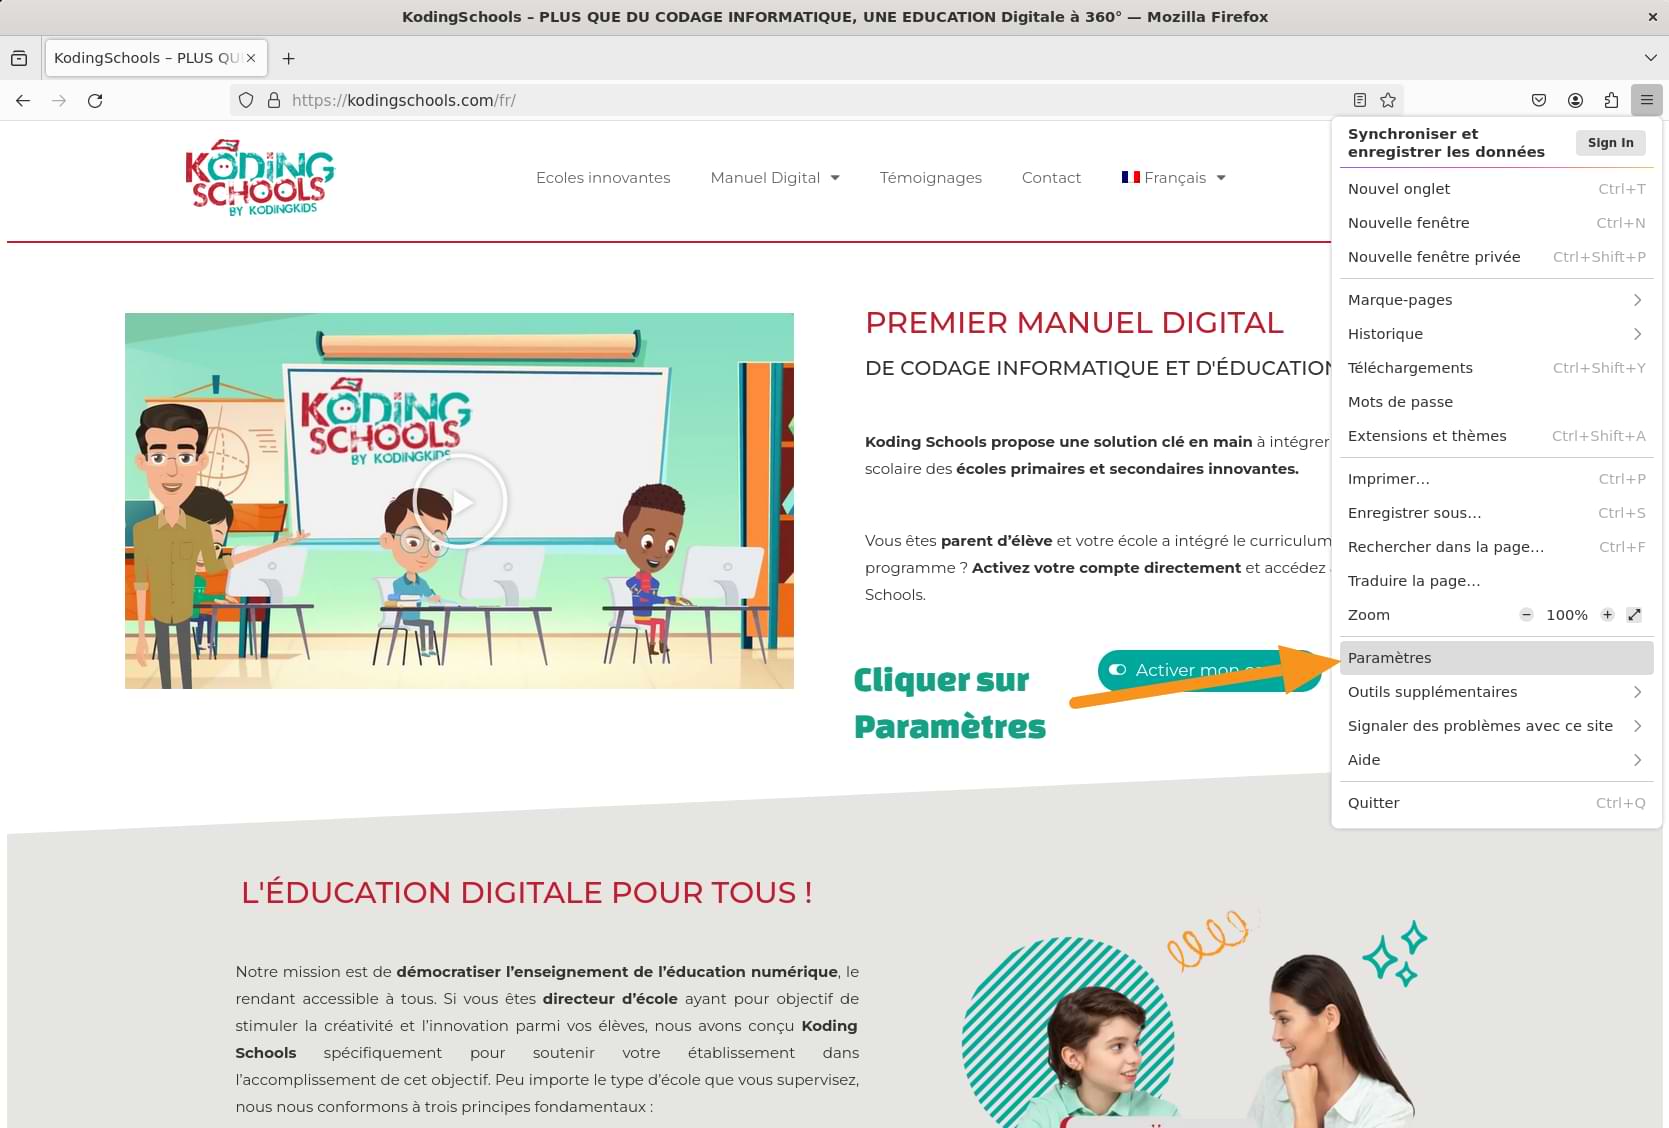 KodingSchools – PLUS QUE DU CODAGE INFORMATIQUE, UNE EDUCATION Digitale à 360° — Mozilla Firefox
KodingSchools – PLUS QU
https://kodingschools.com/fr/
KODING
SCHOOLS
BY KODINGKIDS
Ecoles innovantes
Manuel Digital
Témoignages
Contact
Français
KODING
SCHOOLS
BY KODINGKIDS
PREMIER MANUEL DIGITAL
DE CODAGE INFORMATIQUE ET D'ÉDUCATION
Koding Schools propose une solution clé en main à intégrer
scolaire des écoles primaires et secondaires innovantes.
Vous êtes parent d’élève et votre école a intégré le curriculum
programme ? Activez votre compte directement et accédez
Schools.
Activer mon
Cliquer sur
Paramètres
Synchroniser et
enregistrer les données
Sign In
Nouvel onglet Ctrl+T
Nouvelle fenêtre Ctrl+N
Nouvelle fenêtre privée Ctrl+Shift+P
Marque-pages
Historique
Téléchargements Ctrl+Shift+Y
Mots de passe
Extensions et thèmes Ctrl+Shift+A
Imprimer… Ctrl+P
Enregistrer sous… Ctrl+S
Rechercher dans la page… Ctrl+F
Traduire la page…
Zoom 100%
Paramètres
Outils supplémentaires
Signaler des problèmes avec ce site
Aide
Quitter Ctrl+Q
L'ÉDUCATION DIGITALE POUR TOUS !
Notre mission est de démocratiser l’enseignement de l’éducation numérique, le
rendant accessible à tous. Si vous êtes directeur d’école ayant pour objectif de
stimuler la créativité et l’innovation parmi vos élèves, nous avons conçu Koding
Schools spécifiquement pour soutenir votre établissement dans
l’accomplissement de cet objectif. Peu importe le type d’école que vous supervisez,
nous nous conformons à trois principes fondamentaux :